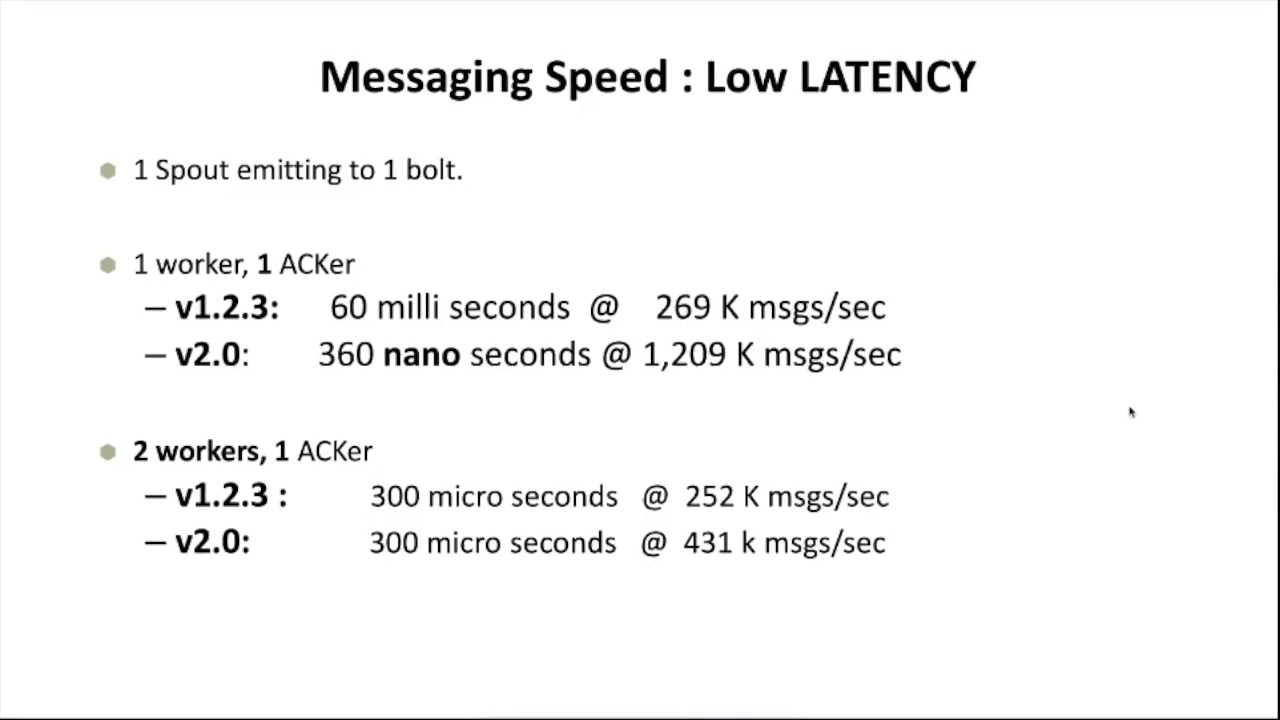 Messaging Speed : Low LATENCY
1 Spout emitting to 1 bolt.
1 worker, 1 ACKer
– v1.2.3: 60 milli seconds @ 269 K msgs/sec
– v2.0: 360 nano seconds @ 1,209 K msgs/sec
2 workers, 1 ACKer
– v1.2.3 : 300 micro seconds @ 252 K msgs/sec
– v2.0: 300 micro seconds @ 431 k msgs/sec